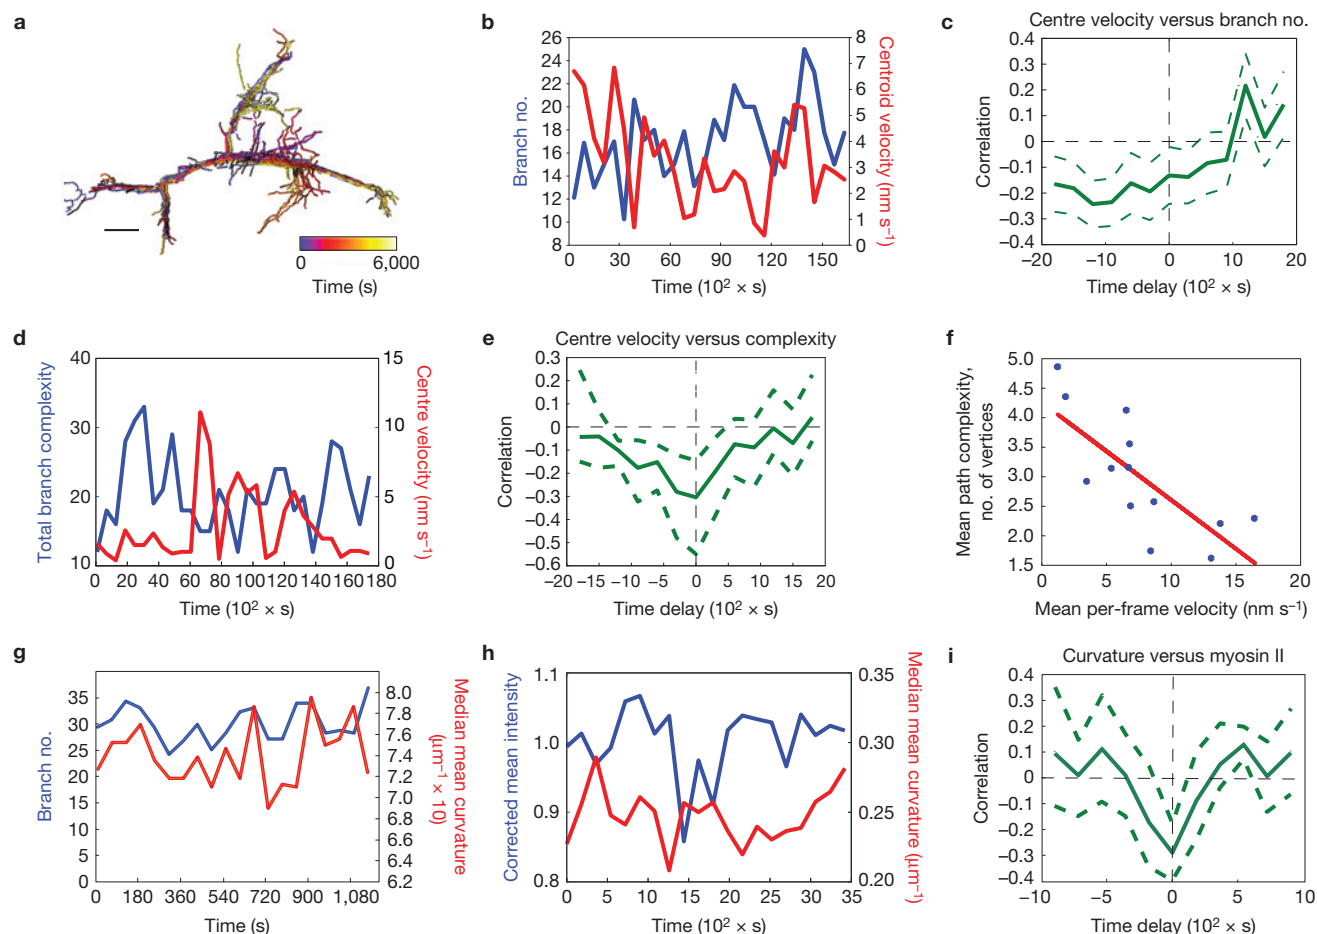 a
0
6,000
Time (s)
b
26
24
22
20
18
16
14
12
10
8
Branch no.
8
7
6
5
4
3
2
1
0
Centroid velocity (nm s⁻¹)
0 30 60 90 120 150
Time (10² × s)
c
Centre velocity versus branch no.
0.4
0.3
0.2
0.1
0
−0.1
−0.2
−0.3
−0.4
Correlation
−20 −10 0 10 20
Time delay (10² × s)
d
40
30
20
10
Total branch complexity
15
10
5
0
Centre velocity (nm s⁻¹)
0 20 40 60 80 100 120 140 160 180
Time (10² × s)
e
Centre velocity versus complexity
0.3
0.2
0.1
0
−0.1
−0.2
−0.3
−0.4
−0.5
−0.6
Correlation
−20 −15 −10 −5 0 5 10 15 20
Time delay (10² × s)
f
5.0
4.5
4.0
3.5
3.0
2.5
2.0
1.5
Mean path complexity,
no. of vertices
0 5 10 15 20
Mean per-frame velocity (nm s⁻¹)
g
35
30
25
20
15
10
5
0
Branch no.
8.0
7.8
7.6
7.4
7.2
7.0
6.8
6.6
6.4
6.2
Median mean curvature
(μm⁻¹ × 10)
0 180 360 540 720 900 1,080
Time (s)
h
1.1
1.0
0.9
0.8
Corrected mean intensity
0.35
0.30
0.25
0.20
Median mean curvature (μm⁻¹)
0 5 10 15 20 25 30 35
Time (10² × s)
i
Curvature versus myosin II
0.4
0.3
0.2
0.1
0
−0.1
−0.2
−0.3
−0.4
Correlation
−10 −5 0 5 10
Time delay (10² × s)